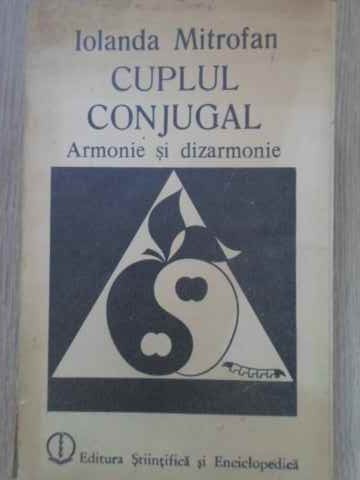 Iolanda Mitrofan
CUPLUL
CONJUGAL
Armonie și dizarmonie
Editura Științifică și Enciclopedică